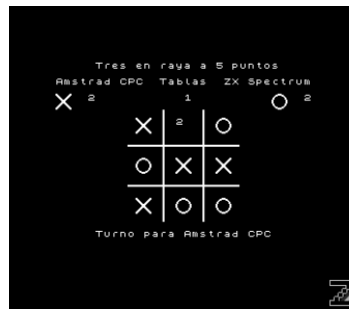 Tres en raya a 5 puntos
Amstrad CPC Tablas ZX Spectrum
X 2 1 O 2
X 2 O
O X X
X O O
Turno para Amstrad CPC